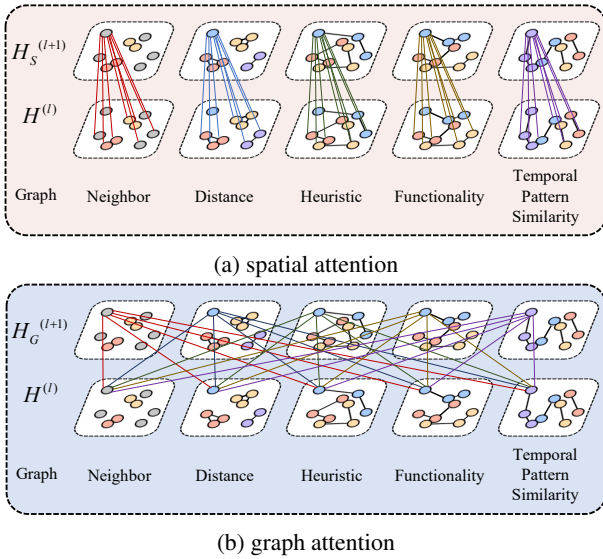 H_S^{(l+1)}
H^{(l)}
Graph Neighbor Distance Heuristic Functionality Temporal Pattern Similarity
(a) spatial attention
H_G^{(l+1)}
H^{(l)}
Graph Neighbor Distance Heuristic Functionality Temporal Pattern Similarity
(b) graph attention